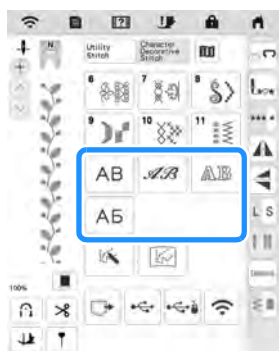 N
Utility Stitch
Character Decorative Stitch
6 7 8
9 10 11
AB AB AB
АБ
L S
100%